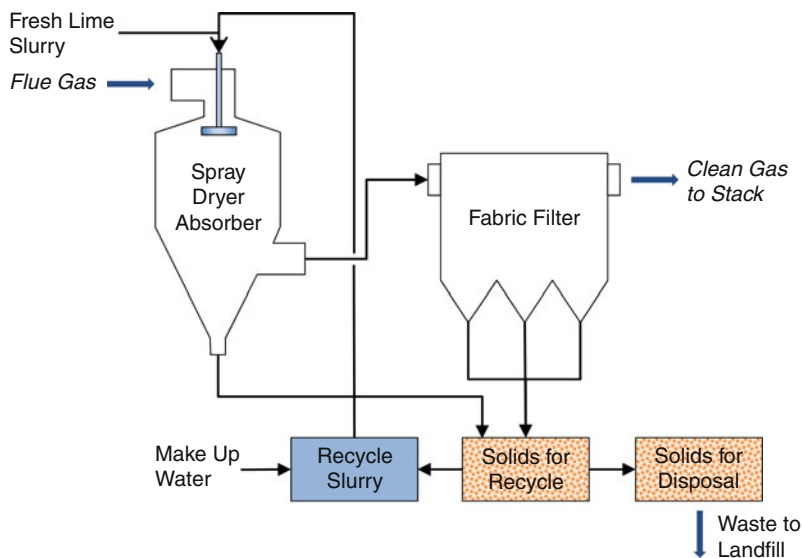 Fresh Lime
Slurry
Flue Gas
Spray
Dryer
Absorber
Fabric Filter
Clean Gas
to Stack
Make Up
Water
Recycle
Slurry
Solids for
Recycle
Solids for
Disposal
Waste to
Landfill